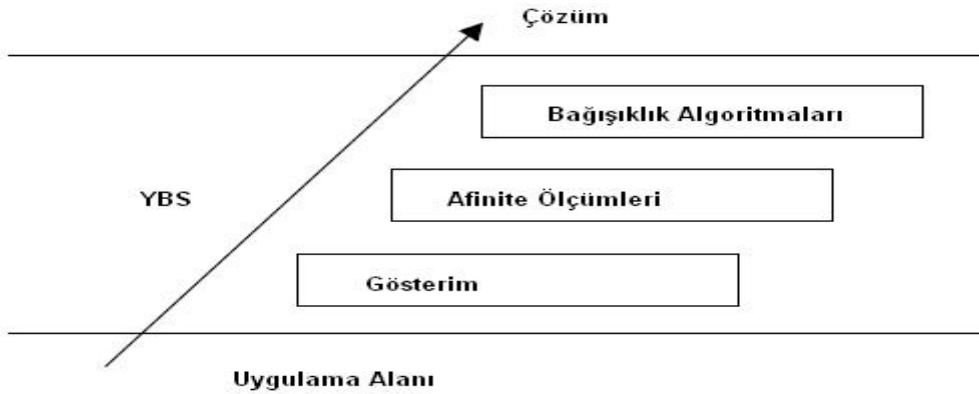 Çözüm
Bağışıklık Algoritmaları
YBS
Afinite Ölçümleri
Gösterim
Uygulama Alanı